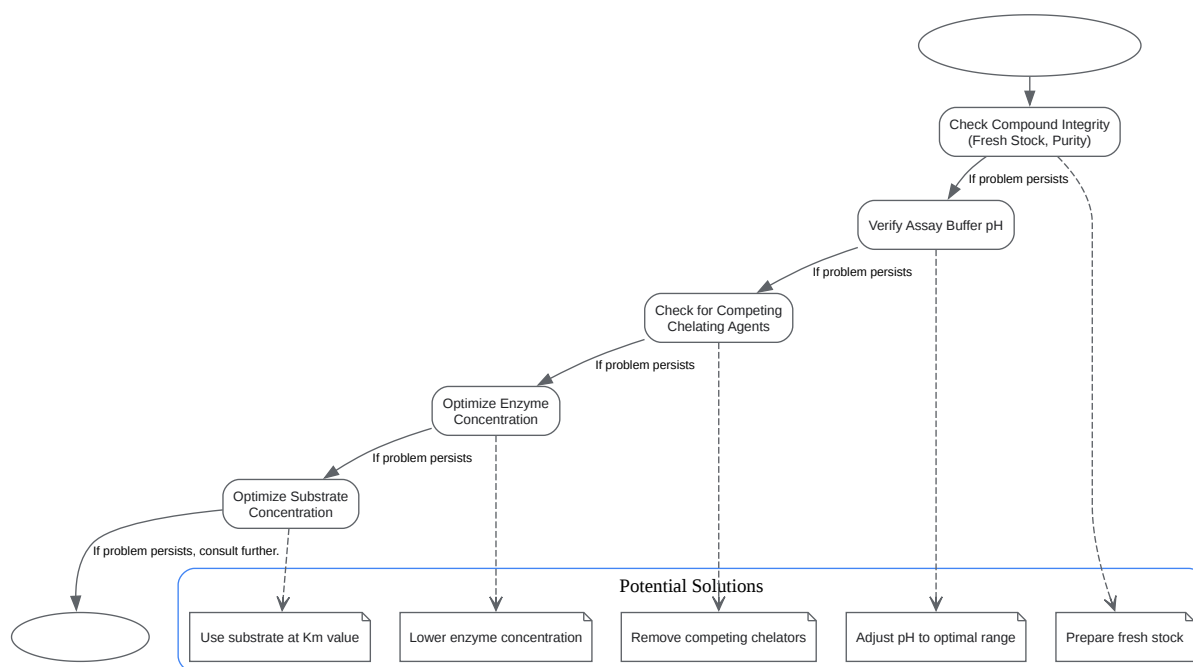 Check Compound Integrity
(Fresh Stock, Purity)
If problem persists
Verify Assay Buffer pH
If problem persists
Check for Competing
Chelating Agents
If problem persists
Optimize Enzyme
Concentration
If problem persists
Optimize Substrate
Concentration
If problem persists, consult further.
Potential Solutions
Use substrate at Km value
Lower enzyme concentration
Remove competing chelators
Adjust pH to optimal range
Prepare fresh stock